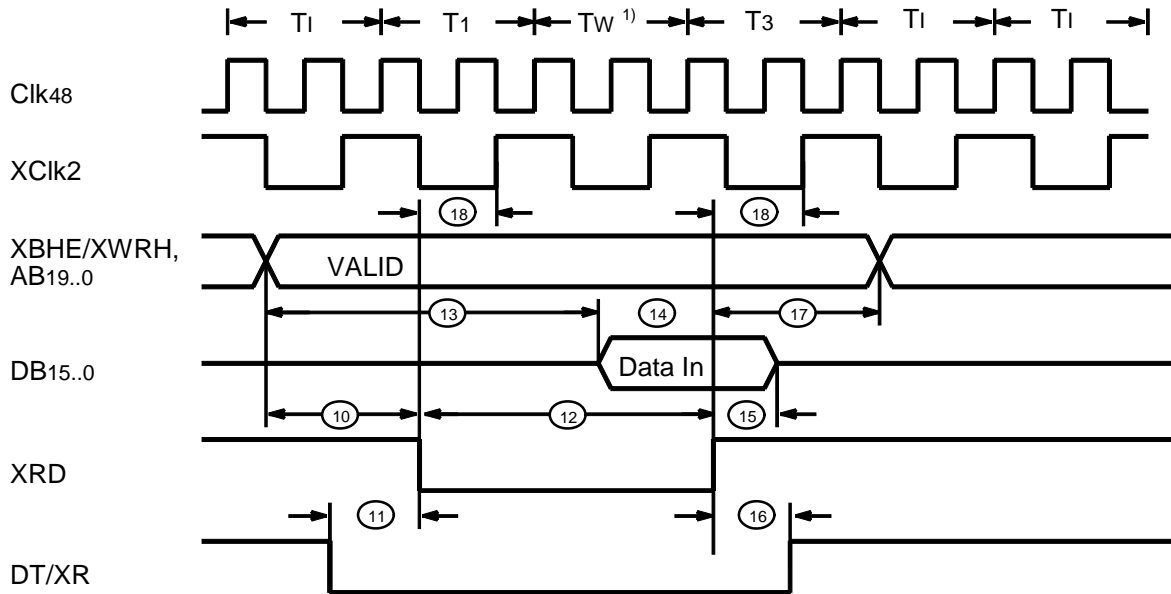 TI T1 TW 1) T3 TI TI
Clk48
XClk2
18 18
XBHE/XWRH,
AB19..0
VALID
13 14 17
DB15..0
Data In
10 12 15
XRD
11 16
DT/XR